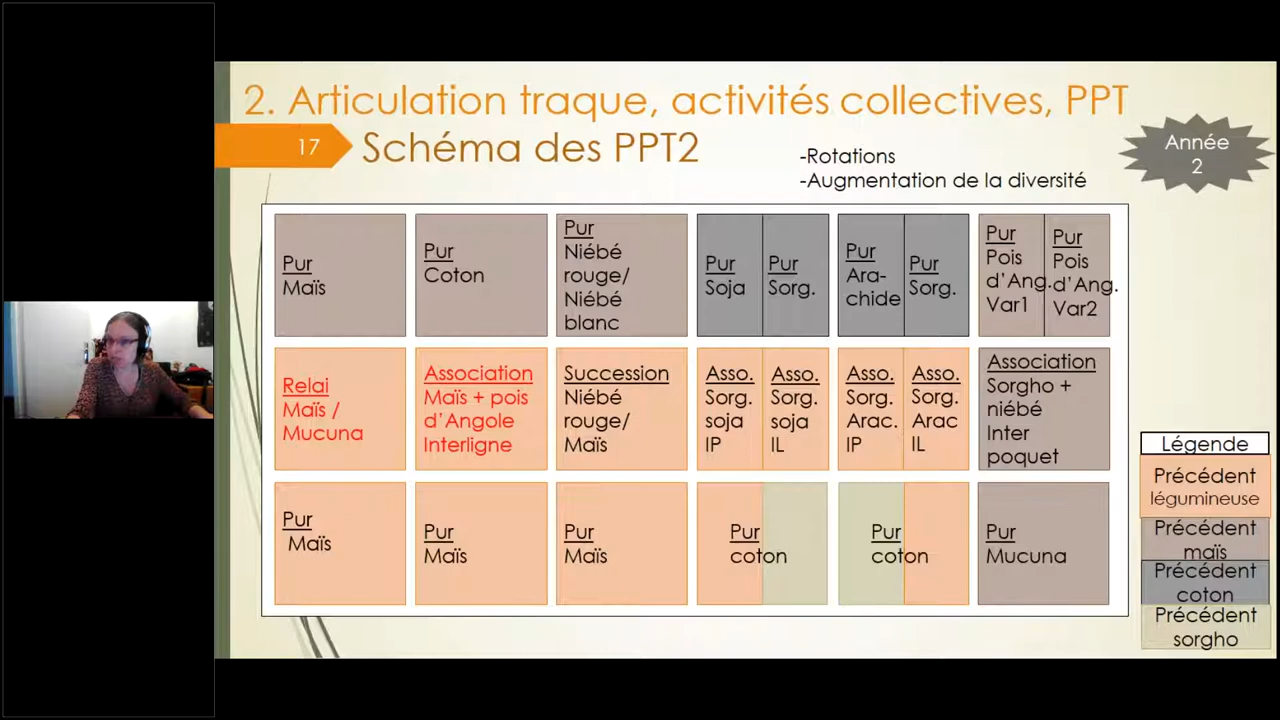 2. Articulation traque, activités collectives, PPT
17
Schéma des PPT2
-Rotations
-Augmentation de la diversité
Année
2
Pur
Maïs
Pur
Coton
Pur
Niébé
rouge/
Niébé
blanc
Pur
Soja
Pur
Sorg.
Pur
Ara-
chide
Pur
Sorg.
Pur
Pois
d'Ang.
Var1
Pur
Pois
d'Ang.
Var2
Relai
Maïs /
Mucuna
Association
Maïs + pois
d'Angole
Interligne
Succession
Niébé
rouge/
Maïs
Asso.
Sorg.
soja
IP
Asso.
Sorg.
soja
IL
Asso.
Sorg.
Arac.
IP
Asso.
Sorg.
Arac
IL
Association
Sorgho +
niébé
Inter
poquet
Pur
Maïs
Pur
Maïs
Pur
Maïs
Pur
coton
Pur
coton
Pur
Mucuna
Légende
Précédent
légumineuse
Précédent
maïs
Précédent
coton
Précédent
sorgho